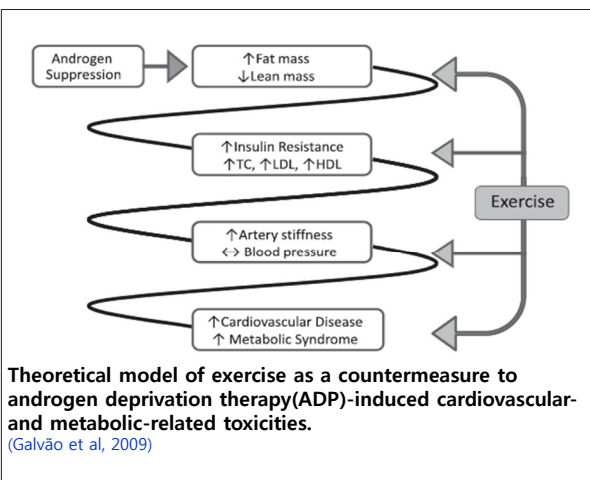 Androgen
Suppression
↑Fat mass
↓Lean mass
↑Insulin Resistance
↑TC, ↑LDL, ↑HDL
Exercise
↑Artery stiffness
↔ Blood pressure
↑Cardiovascular Disease
↑ Metabolic Syndrome
Theoretical model of exercise as a countermeasure to
androgen deprivation therapy(ADP)-induced cardiovascular-
and metabolic-related toxicities.
(Galvão et al, 2009)